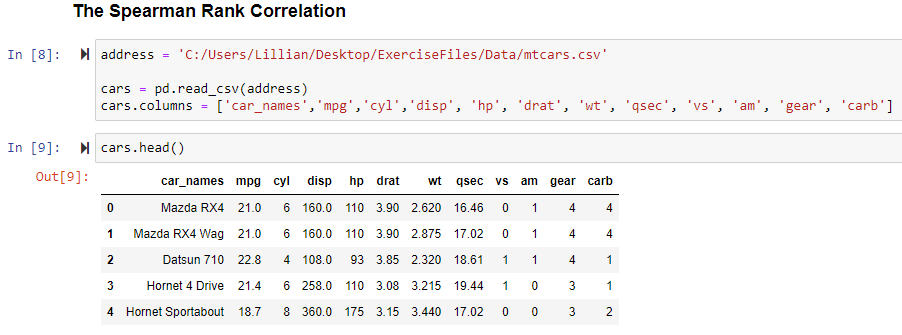 The Spearman Rank Correlation
In [8]: address = 'C:/Users/Lillian/Desktop/ExerciseFiles/Data/mtcars.csv'
cars = pd.read_csv(address)
cars.columns = ['car_names','mpg','cyl','disp', 'hp', 'drat', 'wt', 'qsec', 'vs', 'am', 'gear', 'carb']
In [9]: cars.head()
Out[9]:
car_names mpg cyl disp hp drat wt qsec vs am gear carb
0 Mazda RX4 21.0 6 160.0 110 3.90 2.620 16.46 0 1 4 4
1 Mazda RX4 Wag 21.0 6 160.0 110 3.90 2.875 17.02 0 1 4 4
2 Datsun 710 22.8 4 108.0 93 3.85 2.320 18.61 1 1 4 1
3 Hornet 4 Drive 21.4 6 258.0 110 3.08 3.215 19.44 1 0 3 1
4 Hornet Sportabout 18.7 8 360.0 175 3.15 3.440 17.02 0 0 3 2